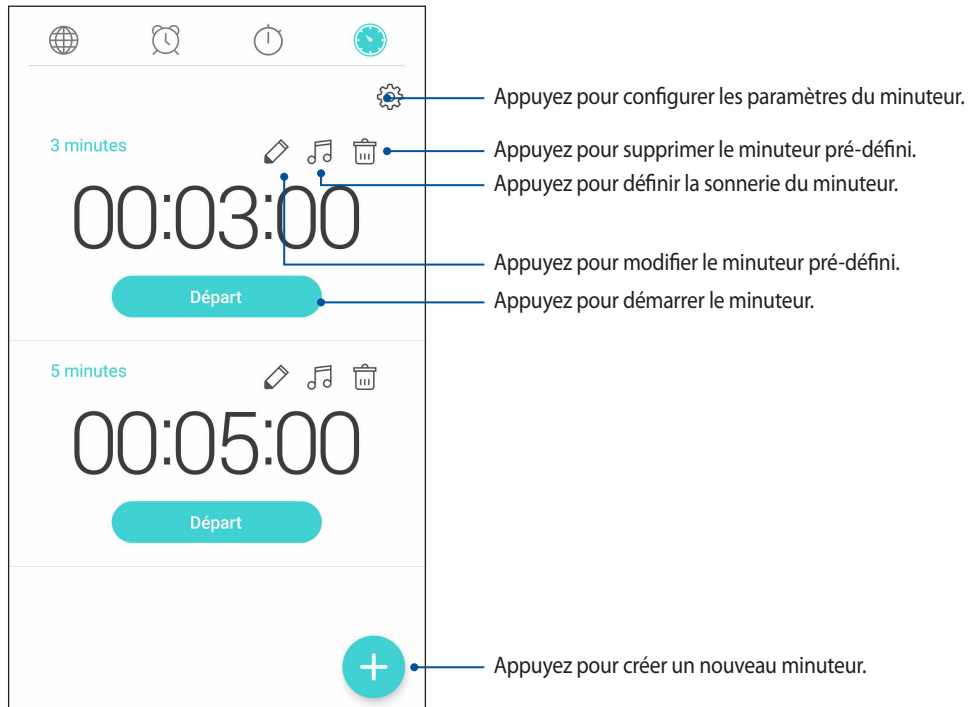 Appuyez pour configurer les paramètres du minuteur.
3 minutes
Appuyez pour supprimer le minuteur pré-défini.
Appuyez pour définir la sonnerie du minuteur.
00:03:00
Appuyez pour modifier le minuteur pré-défini.
Départ
Appuyez pour démarrer le minuteur.
5 minutes
00:05:00
Départ
Appuyez pour créer un nouveau minuteur.